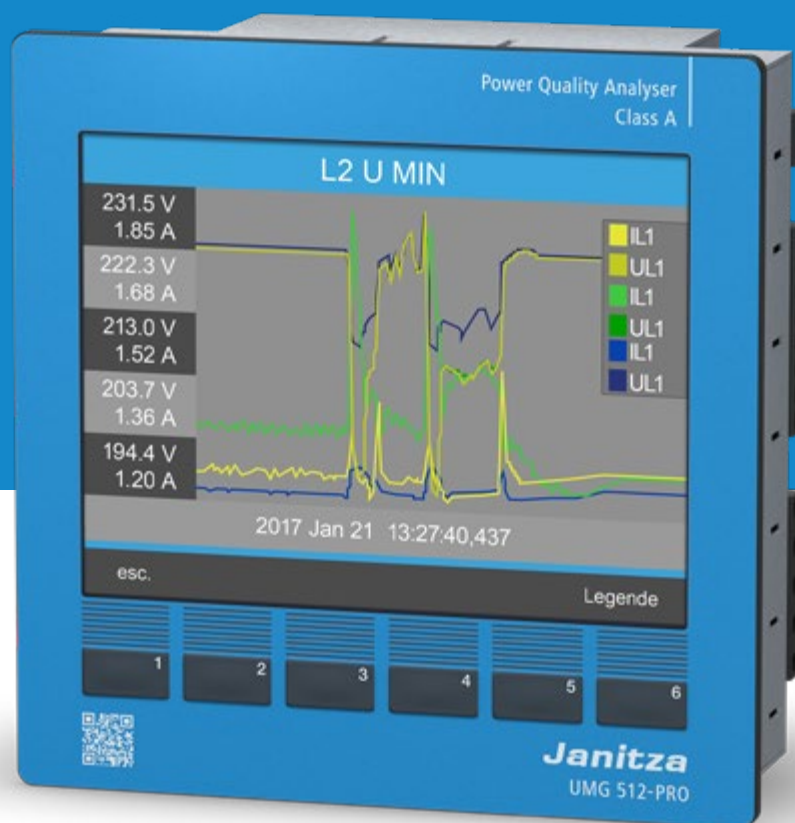 Power Quality Analyser
Class A
L2 U MIN
231.5 V
1.85 A
222.3 V
1.68 A
213.0 V
1.52 A
203.7 V
1.36 A
194.4 V
1.20 A
IL1
UL1
IL1
UL1
IL1
UL1
2017 Jan 21 13:27:40,437
esc.
Legende
1
2
3
4
5
6
Janitza
UMG 512-PRO